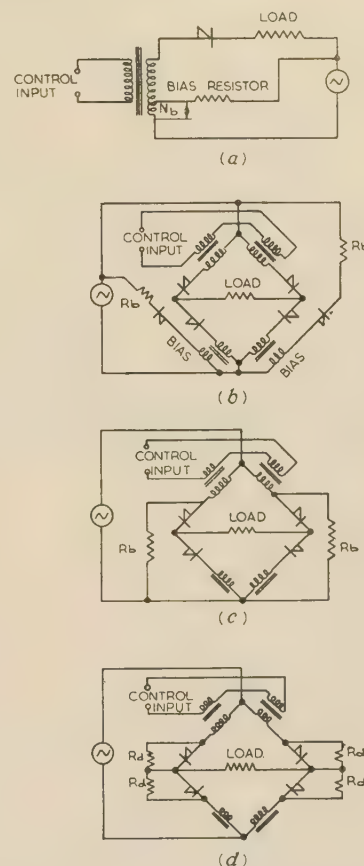 LOAD
CONTROL
INPUT
BIAS RESISTOR
Nb
(a)
CONTROL
INPUT
Rb
LOAD
Rb
BIAS
BIAS
(b)
CONTROL
INPUT
LOAD
Rb
Rb
(c)
CONTROL
INPUT
Rd
LOAD.
Rd
Rd
Rd
(d)